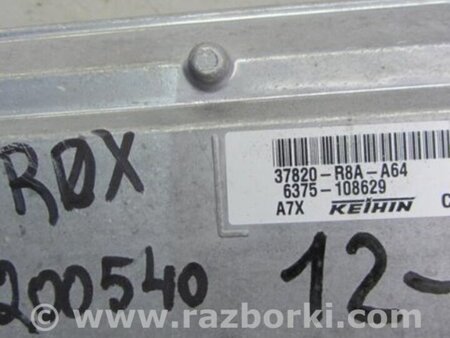 RDX
37820-R8A-A64
6375-108629
A7X KEIHIN C
200540
12-
www.razborki.com